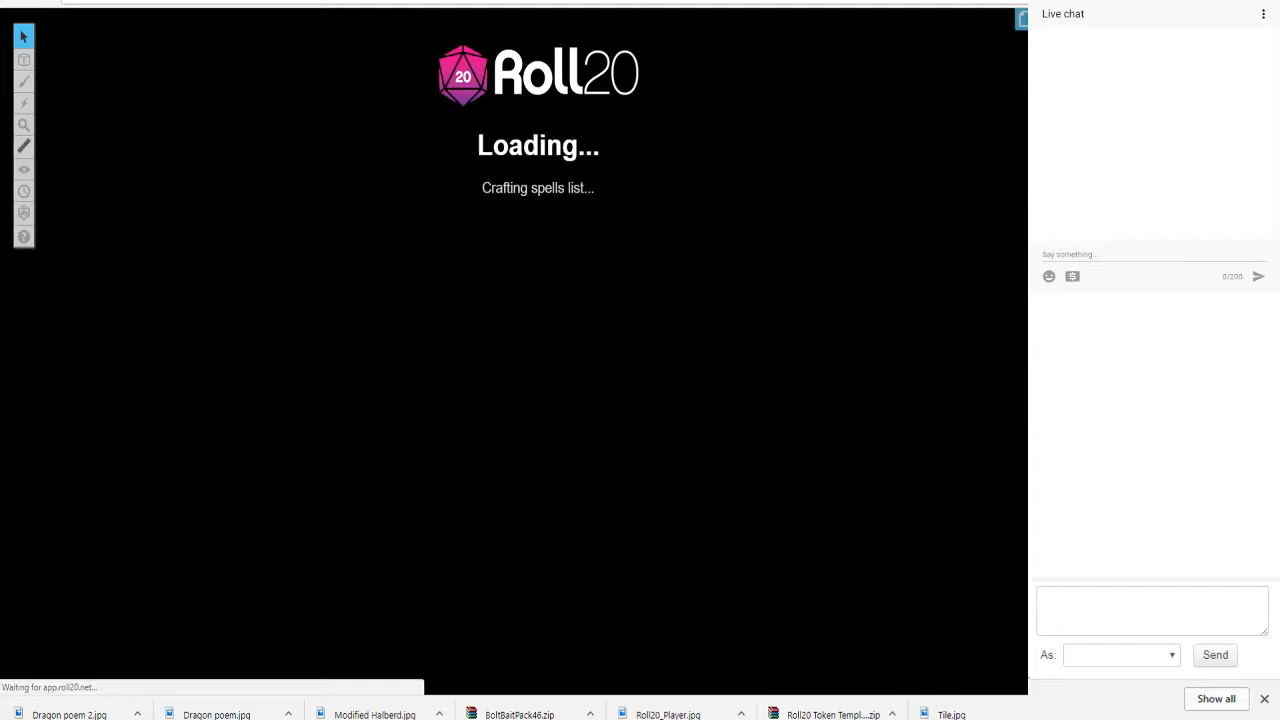 Live chat
20 Roll20
Loading...
Crafting spells list...
Say something...
0/200
As:
Send
Waiting for app.roll20.net...
Show all
Dragon poem 2.jpg
Dragon poem.jpg
Modified Halberd.jpg
BoltBaitPack46.zip
Roll20_Player.zip
Roll20 Token Templ....zip
Tile.jpg